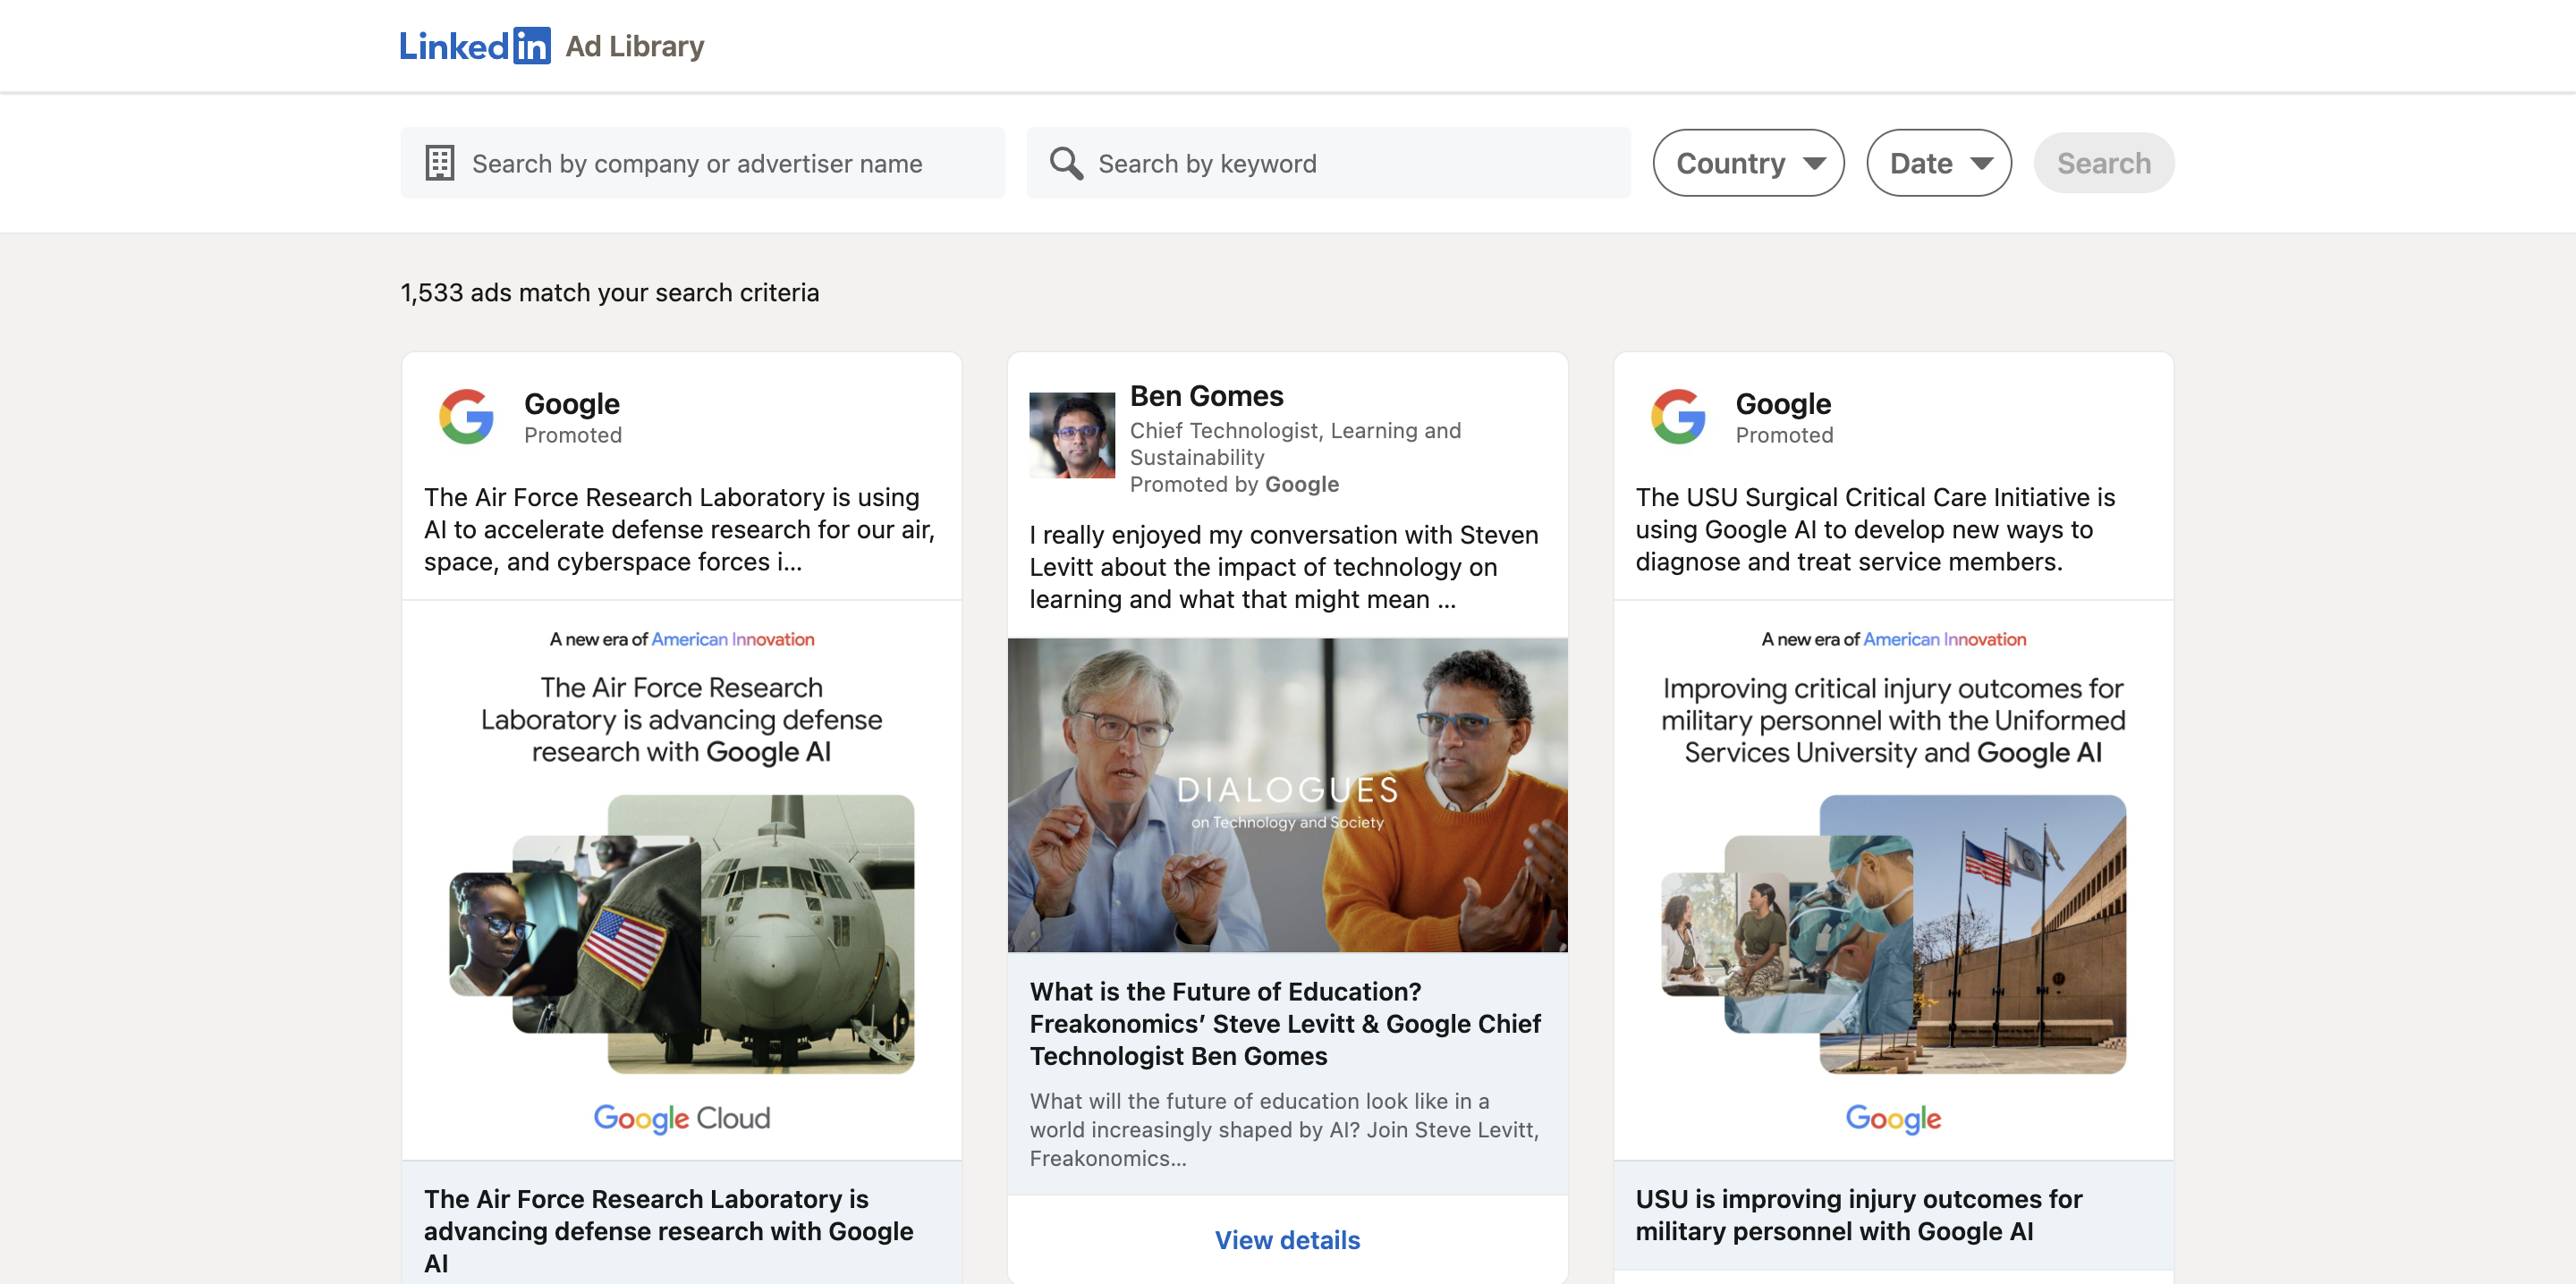 LinkedIn Ad Library
Search by company or advertiser name
Search by keyword
Country
Date
Search
1,533 ads match your search criteria
Google
Promoted
The Air Force Research Laboratory is using
AI to accelerate defense research for our air,
space, and cyberspace forces i...
A new era of American Innovation
The Air Force Research
Laboratory is advancing defense
research with Google AI
Google Cloud
The Air Force Research Laboratory is
advancing defense research with Google
AI
Ben Gomes
Chief Technologist, Learning and
Sustainability
Promoted by Google
I really enjoyed my conversation with Steven
Levitt about the impact of technology on
learning and what that might mean ...
DIALOGUES
on Technology and Society
What is the Future of Education?
Freakonomics’ Steve Levitt & Google Chief
Technologist Ben Gomes
What will the future of education look like in a
world increasingly shaped by AI? Join Steve Levitt,
Freakonomics...
View details
Google
Promoted
The USU Surgical Critical Care Initiative is
using Google AI to develop new ways to
diagnose and treat service members.
A new era of American Innovation
Improving critical injury outcomes for
military personnel with the Uniformed
Services University and Google AI
Google
USU is improving injury outcomes for
military personnel with Google AI